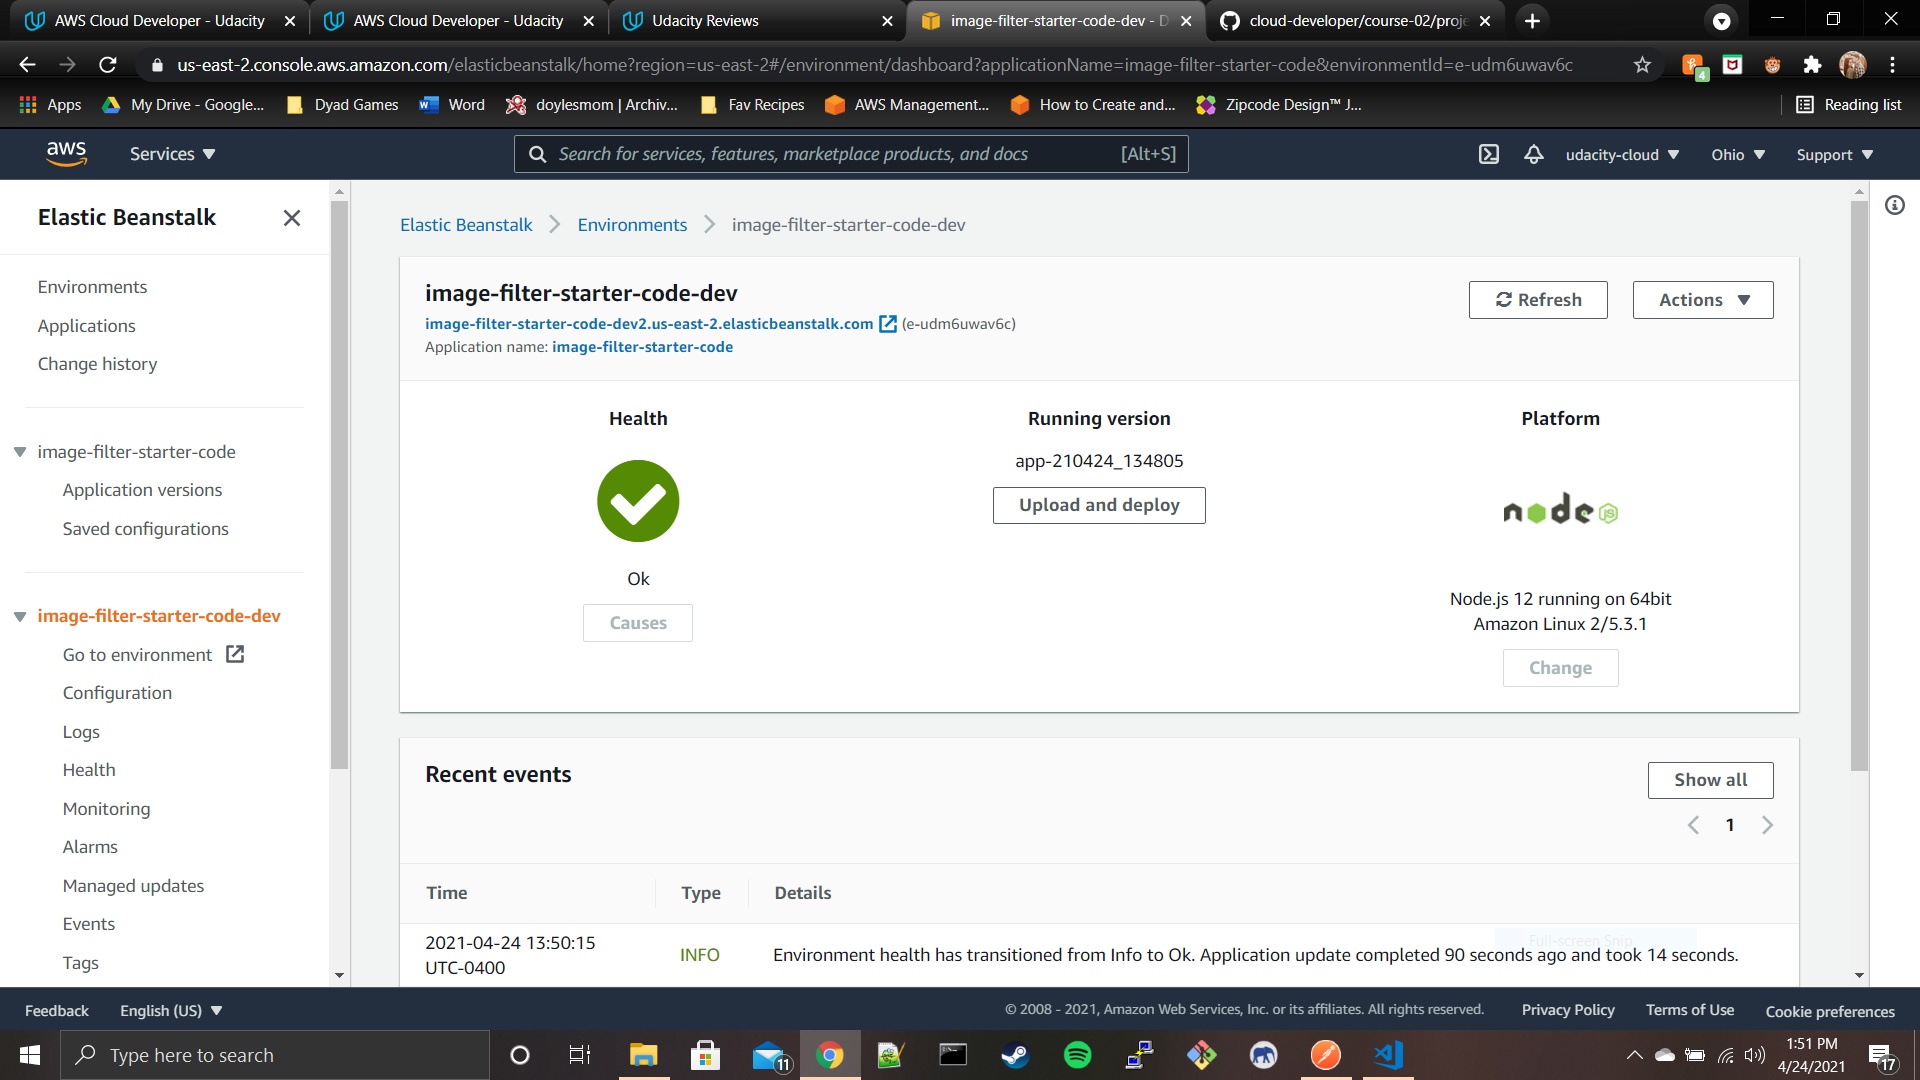 AWS Cloud Developer - Udacity
AWS Cloud Developer - Udacity
Udacity Reviews
image-filter-starter-code-dev - D
cloud-developer/course-02/proje
us-east-2.console.aws.amazon.com/elasticbeanstalk/home?region=us-east-2#/environment/dashboard?applicationName=image-filter-starter-code&environmentId=e-udm6uwav6c
4
Apps
My Drive - Google...
Dyad Games
Word
doylesmom | Archiv...
Fav Recipes
AWS Management...
How to Create and...
Zipcode Design™ J...
Reading list
aws
Services
Search for services, features, marketplace products, and docs
[Alt+S]
udacity-cloud
Ohio
Support
Elastic Beanstalk
Environments
Applications
Change history
image-filter-starter-code
Application versions
Saved configurations
image-filter-starter-code-dev
Go to environment
Configuration
Logs
Health
Monitoring
Alarms
Managed updates
Events
Tags
Elastic Beanstalk
Environments
image-filter-starter-code-dev
image-filter-starter-code-dev
image-filter-starter-code-dev2.us-east-2.elasticbeanstalk.com (e-udm6uwav6c)
Application name: image-filter-starter-code
Refresh
Actions
Health
Ok
Causes
Running version
app-210424_134805
Upload and deploy
Platform
node JS
Node.js 12 running on 64bit
Amazon Linux 2/5.3.1
Change
Recent events
Show all
1
Time
Type
Details
2021-04-24 13:50:15
UTC-0400
INFO
Environment health has transitioned from Info to Ok. Application update completed 90 seconds ago and took 14 seconds.
Full-screen Snip
Feedback
English (US)
© 2008 - 2021, Amazon Web Services, Inc. or its affiliates. All rights reserved.
Privacy Policy
Terms of Use
Cookie preferences
Type here to search
11
1:51 PM
4/24/2021
17